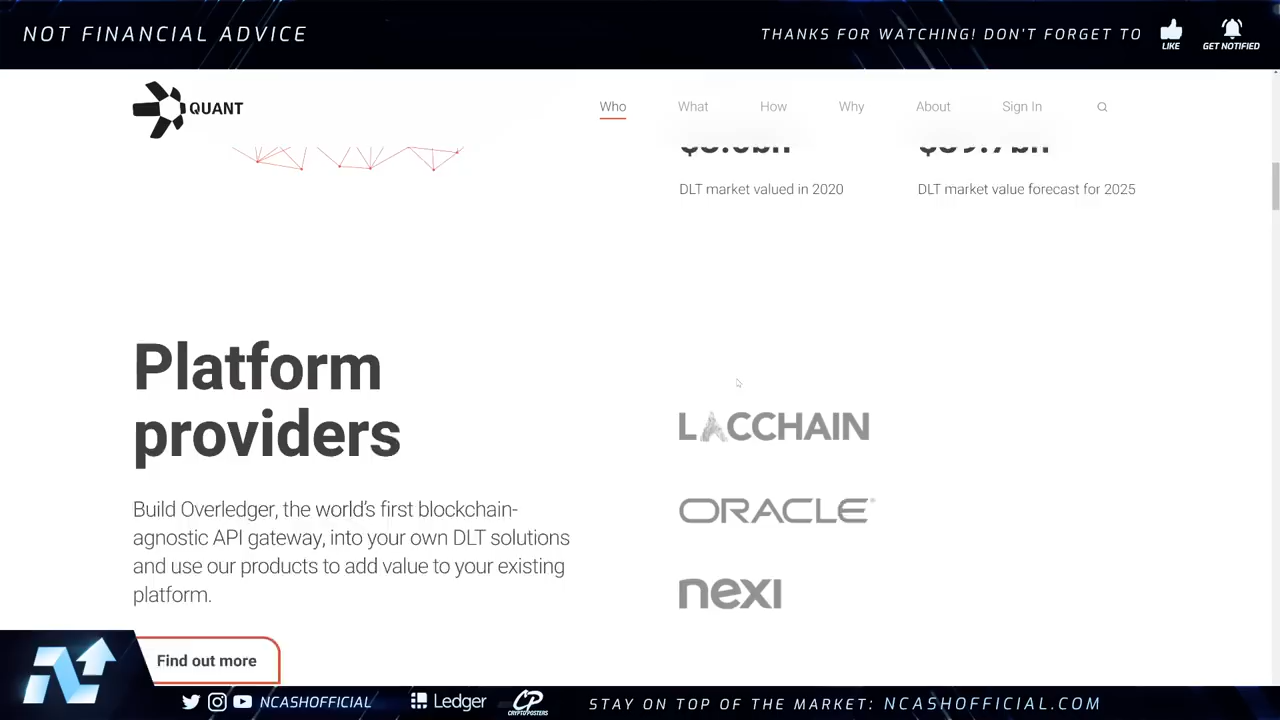 NOT FINANCIAL ADVICE
THANKS FOR WATCHING! DON'T FORGET TO
LIKE
GET NOTIFIED
QUANT
Who
What
How
Why
About
Sign In
DLT market valued in 2020
DLT market value forecast for 2025
Platform
providers
Build Overledger, the world's first blockchain-
agnostic API gateway, into your own DLT solutions
and use our products to add value to your existing
platform.
Find out more
LACCHAIN
ORACLE®
nexi
NCASHOFFICIAL
Ledger
CP
CRYPTO POSTERS
STAY ON TOP OF THE MARKET: NCASHOFFICIAL.COM